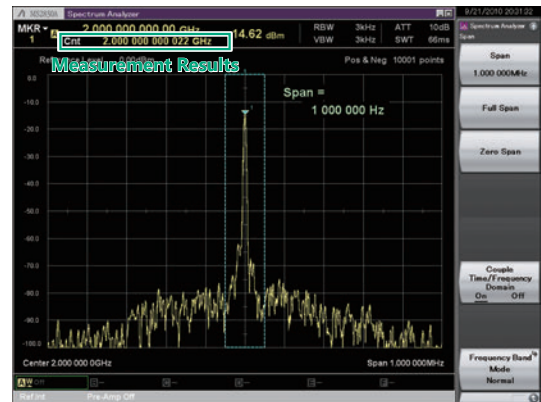 MS2830A Spectrum Analyzer
9/21/2010 20:31:32
MKR
1
2 000 000 000.00 GHz
Cnt 2.000 000 000 022 GHz
14.62 dBm
RBW 3kHz
VBW 3kHz
ATT 10dB
SWT 66ms
Spectrum Analyzer
Span
Measurement Results
Pos & Neg 10001 points
0.0
-10.0
-20.0
-30.0
-40.0
-50.0
-60.0
-70.0
-80.0
-90.0
-100.0
1
Span =
1 000 000 Hz
Center 2.000 000 0GHz
Span 1.000 000MHz
Ref.Int
Pre-Amp Off
Span
1.000 000MHz
Full Span
Zero Span
Couple
Time/Frequency
Domain
On Off
Frequency Band
Mode
Normal